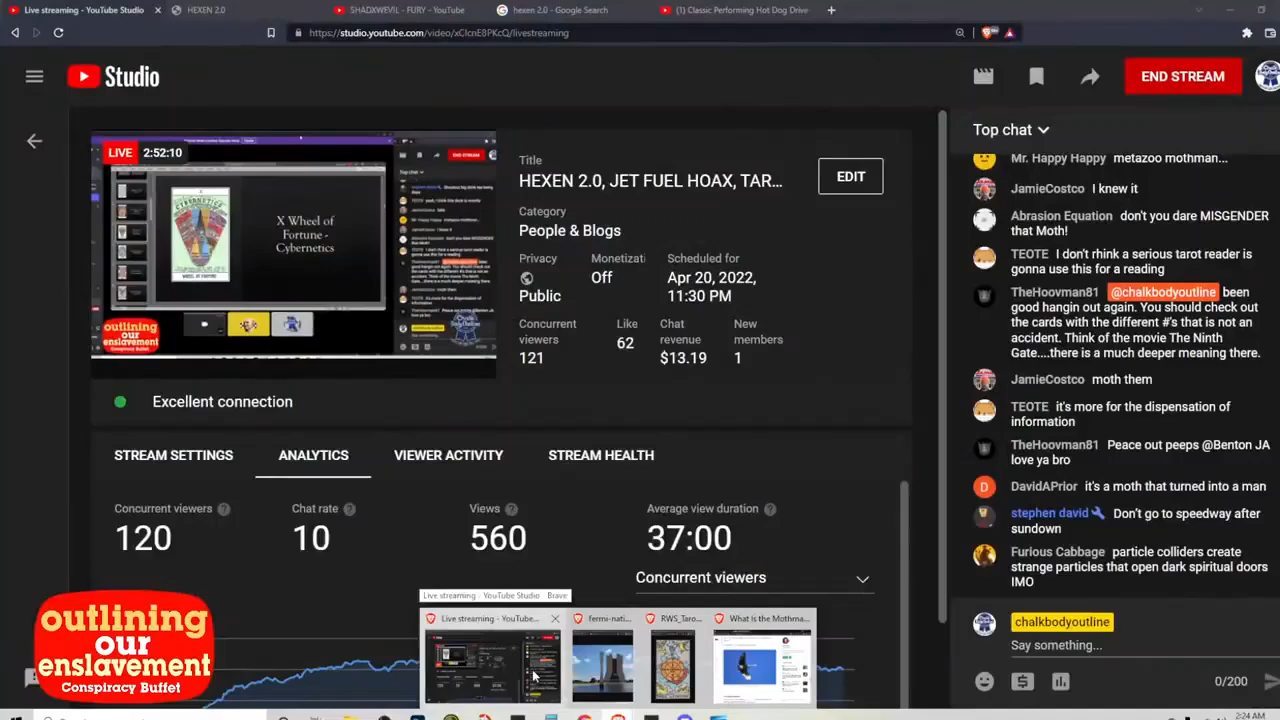 Live streaming - YouTube Studio
HEXEN 2.0
SHADXWEVIL - FURY - YouTube
hexen 2.0 - Google Search
(1) Classic Performing Hot Dog Drive
https://studio.youtube.com/video/xCIcnE8PKcQ/livestreaming
Studio
END STREAM
LIVE 2:52:10
X Wheel of
Fortune -
Cybernetics
WHEEL OF FORTUNE
outlining
our
enslavement
Conspiracy Buffet
Title
HEXEN 2.0, JET FUEL HOAX, TAR...
EDIT
Category
People & Blogs
Privacy
Public
Monetizati
Off
Scheduled for
Apr 20, 2022,
11:30 PM
Concurrent
viewers
121
Like
62
Chat
revenue
$13.19
New
members
1
Excellent connection
STREAM SETTINGS
ANALYTICS
VIEWER ACTIVITY
STREAM HEALTH
Concurrent viewers
120
Chat rate
10
Views
560
Average view duration
37:00
Concurrent viewers
Live streaming - YouTube Studio - Brave
Live streaming - YouTube...
fermi-nati...
RWS_Taro...
What is the Mothma...
outlining
our
enslavement
Conspiracy Buffet
Top chat
Mr. Happy Happy metazoo mothman...
JamieCostco I knew it
Abrasion Equation don't you dare MISGENDER
that Moth!
TEOTE I don't think a serious tarot reader is
gonna use this for a reading
TheHoovman81 @chalkbodyoutline been
good hangin out again. You should check out
the cards with the different #'s that is not an
accident. Think of the movie The Ninth
Gate....there is a much deeper meaning there.
JamieCostco moth them
TEOTE it's more for the dispensation of
information
TheHoovman81 Peace out peeps @Benton JA
love ya bro
DavidAPrior it's a moth that turned into a man
stephen david Don't go to speedway after
sundown
Furious Cabbage particle colliders create
strange particles that open dark spiritual doors
IMO
chalkbodyoutline
Say something...
0/200
2:24 AM